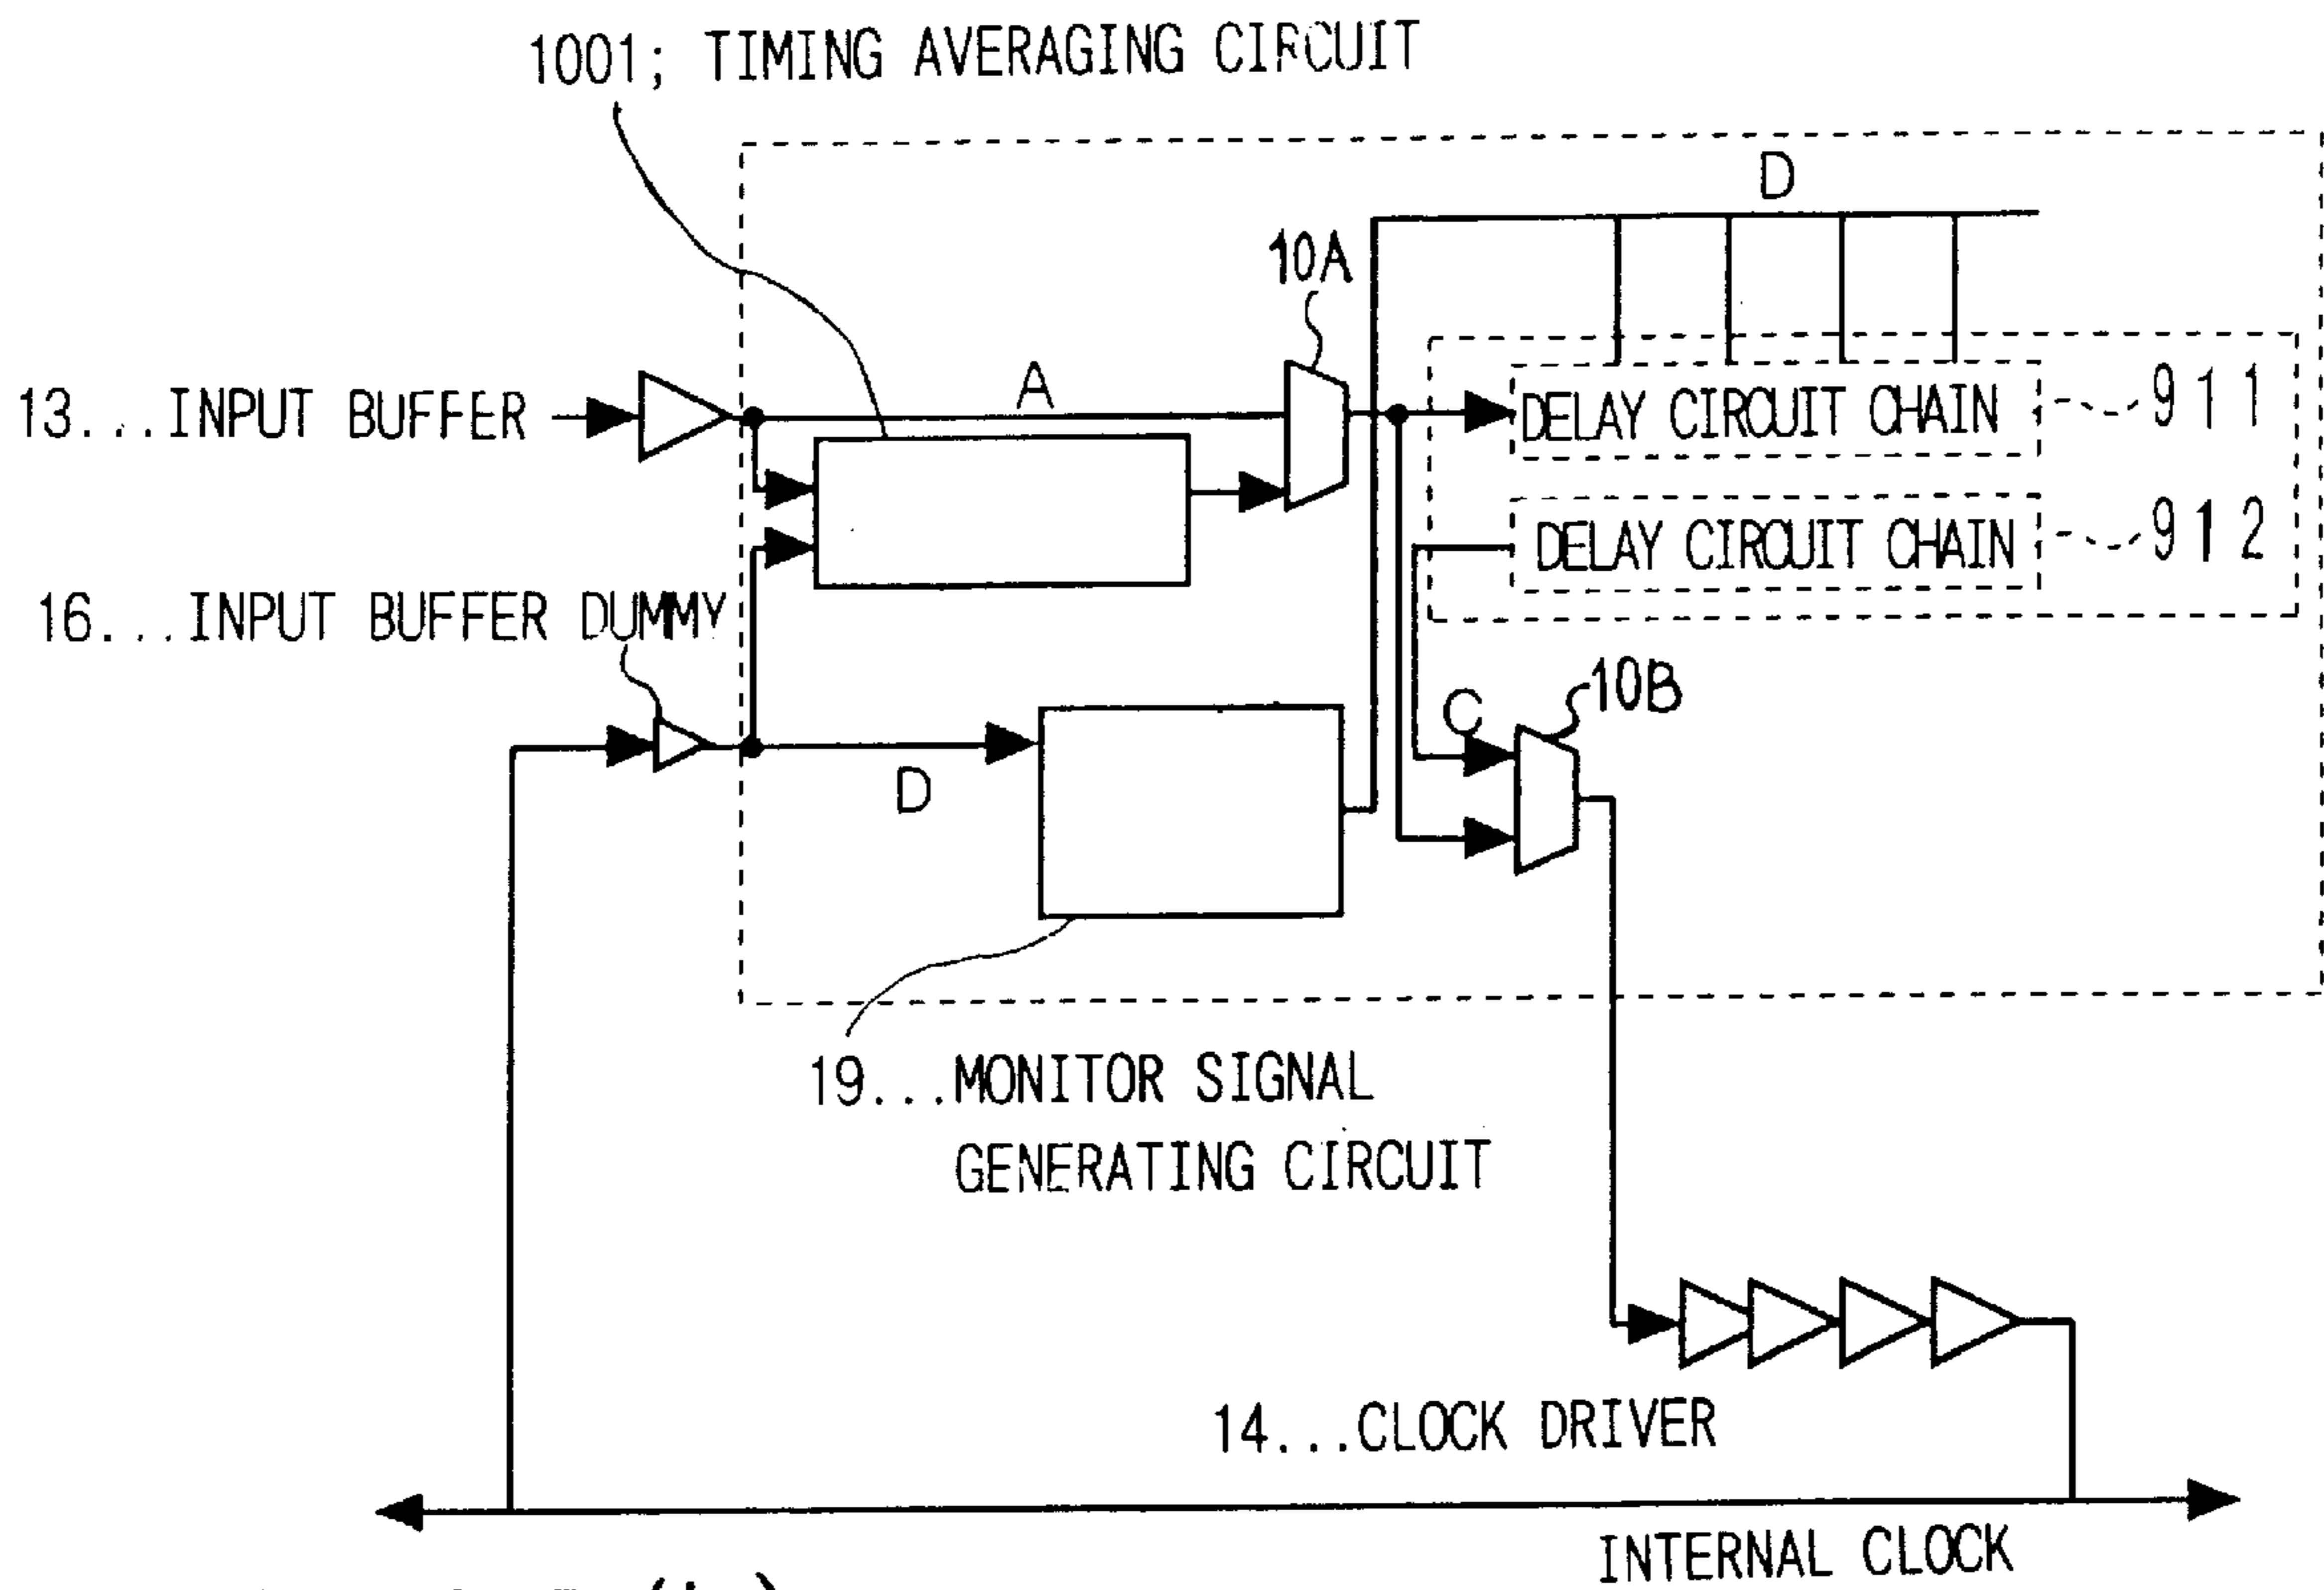 1001; TIMING AVERAGING CIRCUIT
D
10A
A
13...INPUT BUFFER
DELAY CIRCUIT CHAIN
911
DELAY CIRCUIT CHAIN
912
16...INPUT BUFFER DUMMY
10B
C
D
19...MONITOR SIGNAL
GENERATING CIRCUIT
14...CLOCK DRIVER
INTERNAL CLOCK